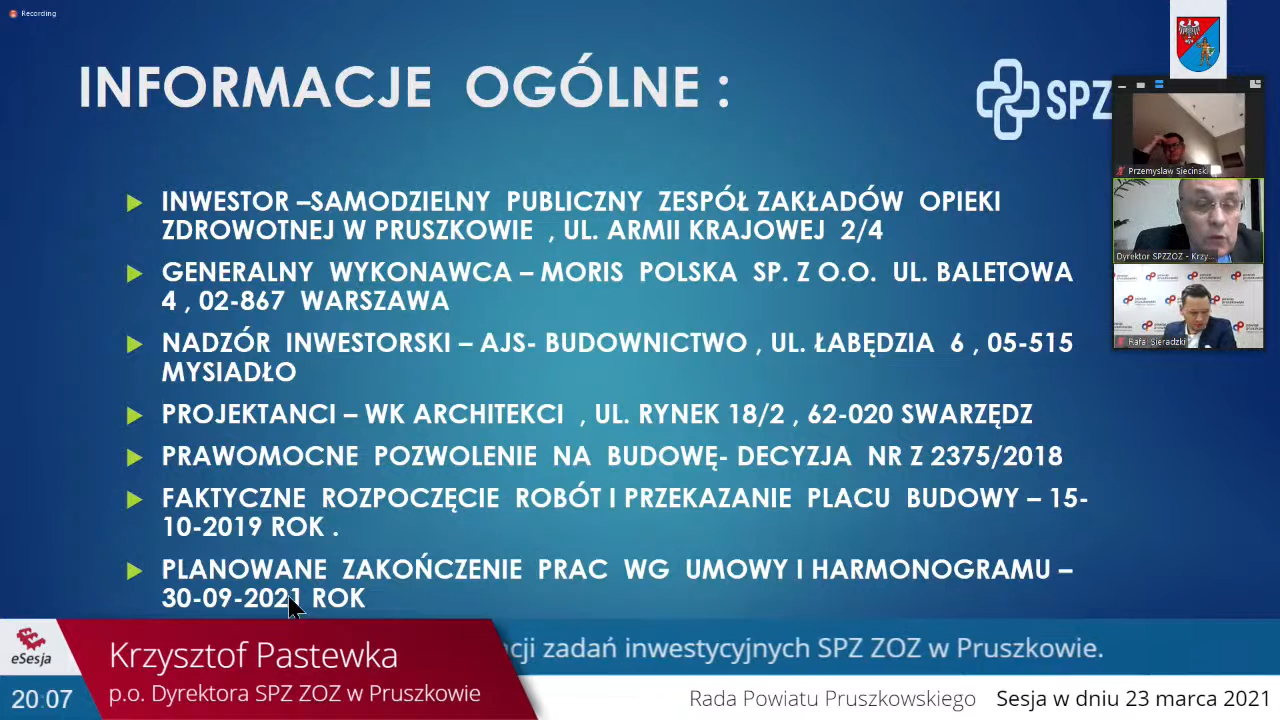 Recording
INFORMACJE OGÓLNE :
SPZ
INWESTOR –SAMODZIELNY PUBLICZNY ZESPÓŁ ZAKŁADÓW OPIEKI
ZDROWOTNEJ W PRUSZKOWIE , UL. ARMII KRAJOWEJ 2/4
GENERALNY WYKONAWCA – MORIS POLSKA SP. Z O.O. UL. BALETOWA
4 , 02-867 WARSZAWA
NADZÓR INWESTORSKI – AJS- BUDOWNICTWO , UL. ŁABĘDZIA 6 , 05-515
MYSIADŁO
PROJEKTANCI – WK ARCHITEKCI , UL. RYNEK 18/2 , 62-020 SWARZĘDZ
PRAWOMOCNE POZWOLENIE NA BUDOWĘ- DECYZJA NR Z 2375/2018
FAKTYCZNE ROZPOCZĘCIE ROBÓT I PRZEKAZANIE PLACU BUDOWY – 15-
10-2019 ROK .
PLANOWANE ZAKOŃCZENIE PRAC WG UMOWY I HARMONOGRAMU –
30-09-2021 ROK
Przemysław Sieciński
Dyrektor SPZZOZ - Krzy...
Rafał Sieradzki
eSesja
20:07
Krzysztof Pastewka
p.o. Dyrektora SPZ ZOZ w Pruszkowie
cji zadań inwestycyjnych SPZ ZOZ w Pruszkowie.
Rada Powiatu Pruszkowskiego Sesja w dniu 23 marca 2021